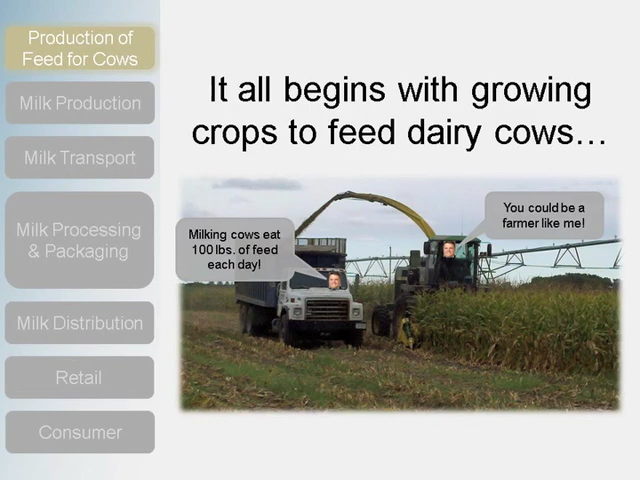 Production of
Feed for Cows
Milk Production
Milk Transport
Milk Processing
& Packaging
Milk Distribution
Retail
Consumer
It all begins with growing
crops to feed dairy cows…
Milking cows eat
100 lbs. of feed
each day!
You could be a
farmer like me!